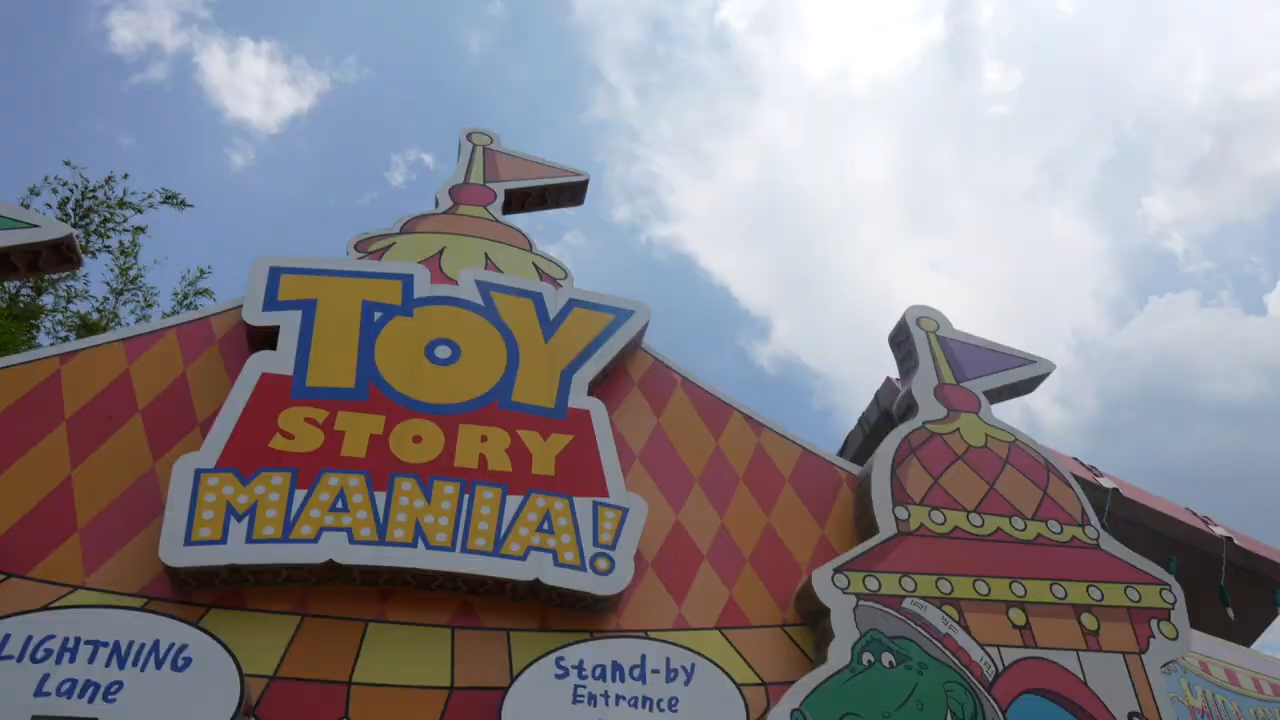 TOY
STORY
MANIA!
LIGHTNING
Lane
Stand-by
Entrance